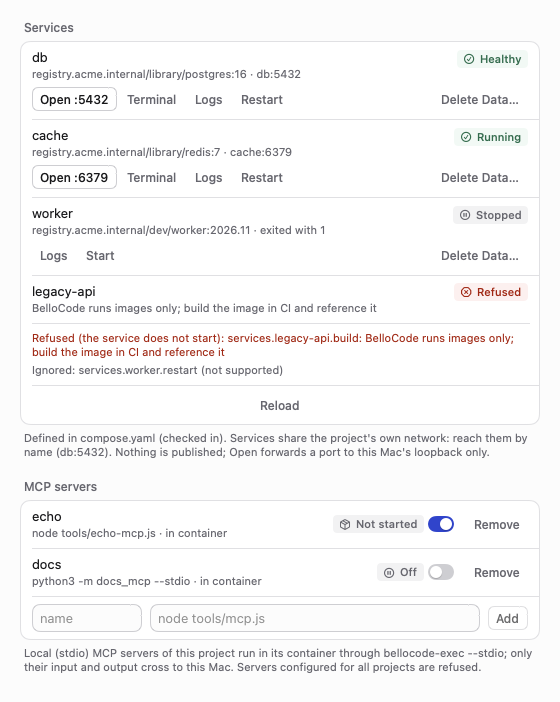 Services
db
Healthy
registry.acme.internal/library/postgres:16 · db:5432
Open :5432 Terminal Logs Restart Delete Data...
cache
Running
registry.acme.internal/library/redis:7 · cache:6379
Open :6379 Terminal Logs Restart Delete Data...
worker
Stopped
registry.acme.internal/dev/worker:2026.11 · exited with 1
Logs Start Delete Data...
legacy-api
Refused
BelloCode runs images only; build the image in CI and reference it
Refused (the service does not start): services.legacy-api.build: BelloCode runs images only;
build the image in CI and reference it
Ignored: services.worker.restart (not supported)
Reload
Defined in compose.yaml (checked in). Services share the project's own network: reach them by
name (db:5432). Nothing is published; Open forwards a port to this Mac's loopback only.
MCP servers
echo
Not started Remove
node tools/echo-mcp.js · in container
docs
Off Remove
python3 -m docs_mcp --stdio · in container
name node tools/mcp.js Add
Local (stdio) MCP servers of this project run in its container through bellocode-exec --stdio; only
their input and output cross to this Mac. Servers configured for all projects are refused.